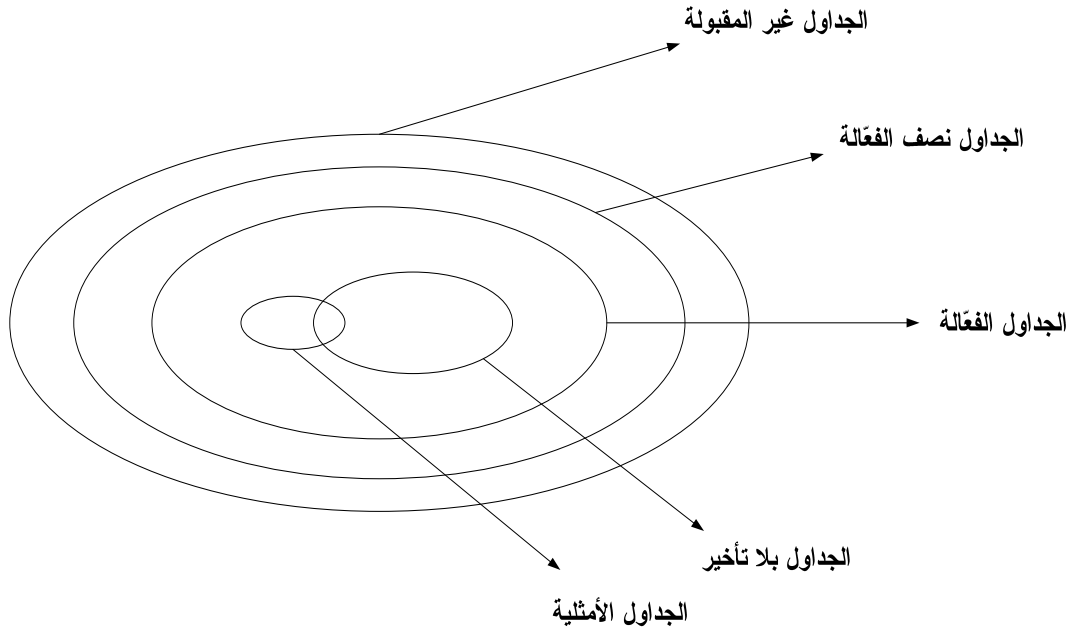 الجداول غير المقبولة
الجداول نصف الفعّالة
الجداول الفعّالة
الجداول بلا تأخير
الجداول الأمثلية